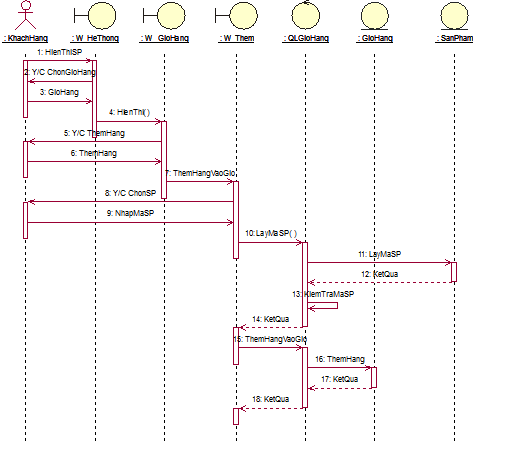 : KhachHang : W_HeThong : W_GioHang : W_Them : QLGioHang : GioHang : SanPham
1: HienThiSP
2: Y/C ChonGioHang
3: GioHang
4: HienThi( )
5: Y/C ThemHang
6: ThemHang
7: ThemHangVaoGio
8: Y/C ChonSP
9: NhapMaSP
10: LayMaSP( )
11: LayMaSP
12: KetQua
13: KiemTraMaSP
14: KetQua
15: ThemHangVaoGio
16: ThemHang
17: KetQua
18: KetQua